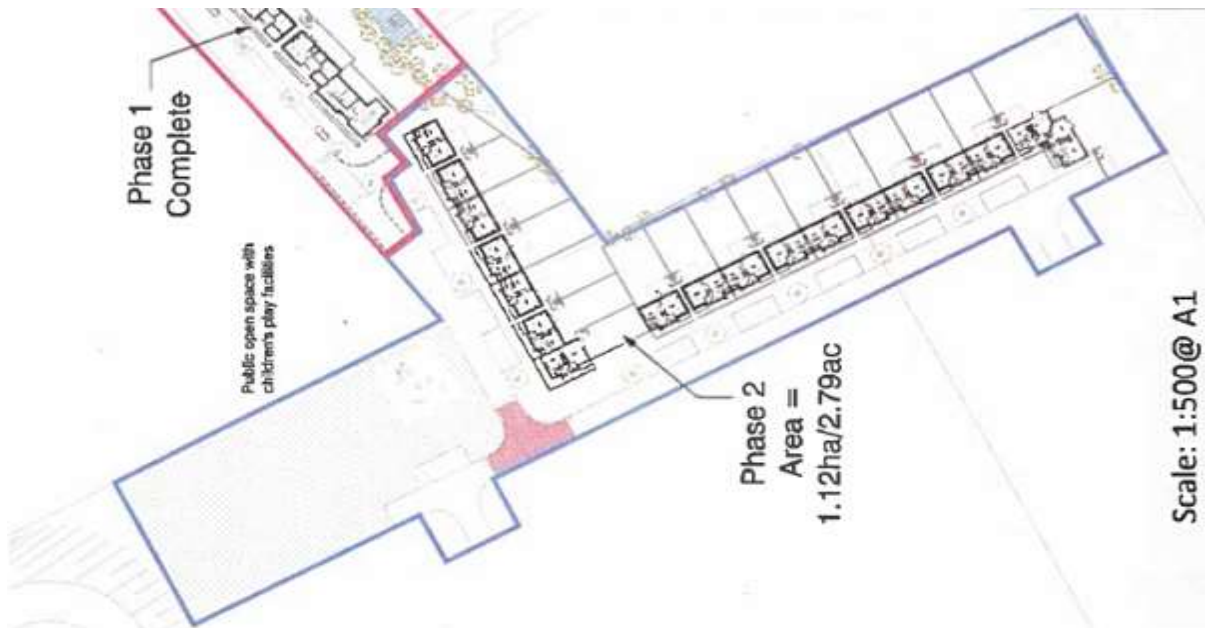 Phase 1
Complete
Public open space with
children's play facilities
Phase 2
Area =
1.12ha/2.79ac
Scale: 1:500@ A1